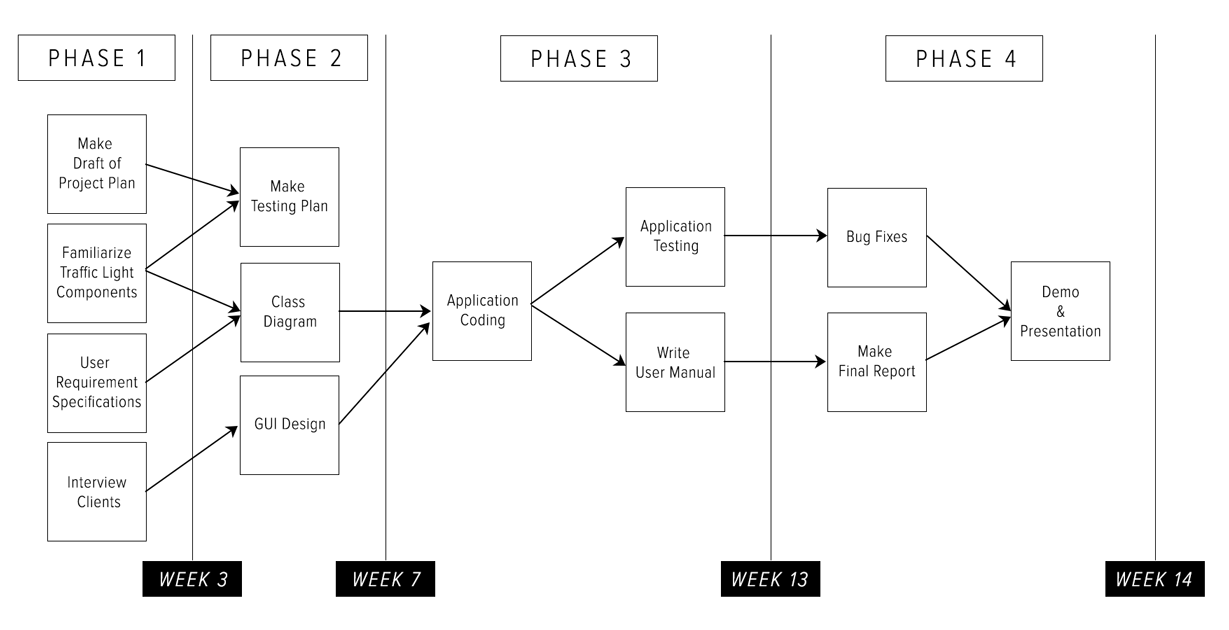 PHASE 1
PHASE 2
PHASE 3
PHASE 4
Make
Draft of
Project Plan
Familiarize
Traffic Light
Components
User
Requirement
Specifications
Interview
Clients
Make
Testing Plan
Class
Diagram
GUI Design
Application
Coding
Application
Testing
Write
User Manual
Bug Fixes
Make
Final Report
Demo
&
Presentation
WEEK 3
WEEK 7
WEEK 13
WEEK 14